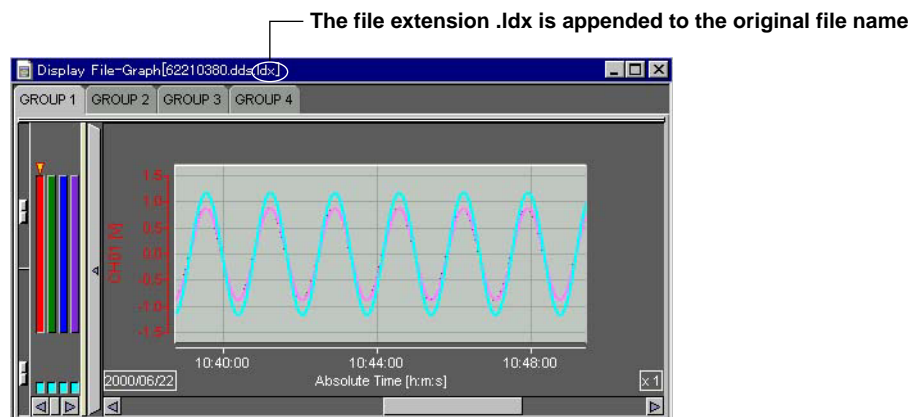 The file extension .ldx is appended to the original file name
Display File-Graph[62210380.dds.ldx]
GROUP 1 GROUP 2 GROUP 3 GROUP 4
1.5
1.0
0.5
0.0
-0.5
-1.0
-1.5
CH01 [V]
10:40:00 10:44:00 10:48:00
2000/06/22 Absolute Time [h:m:s] x 1